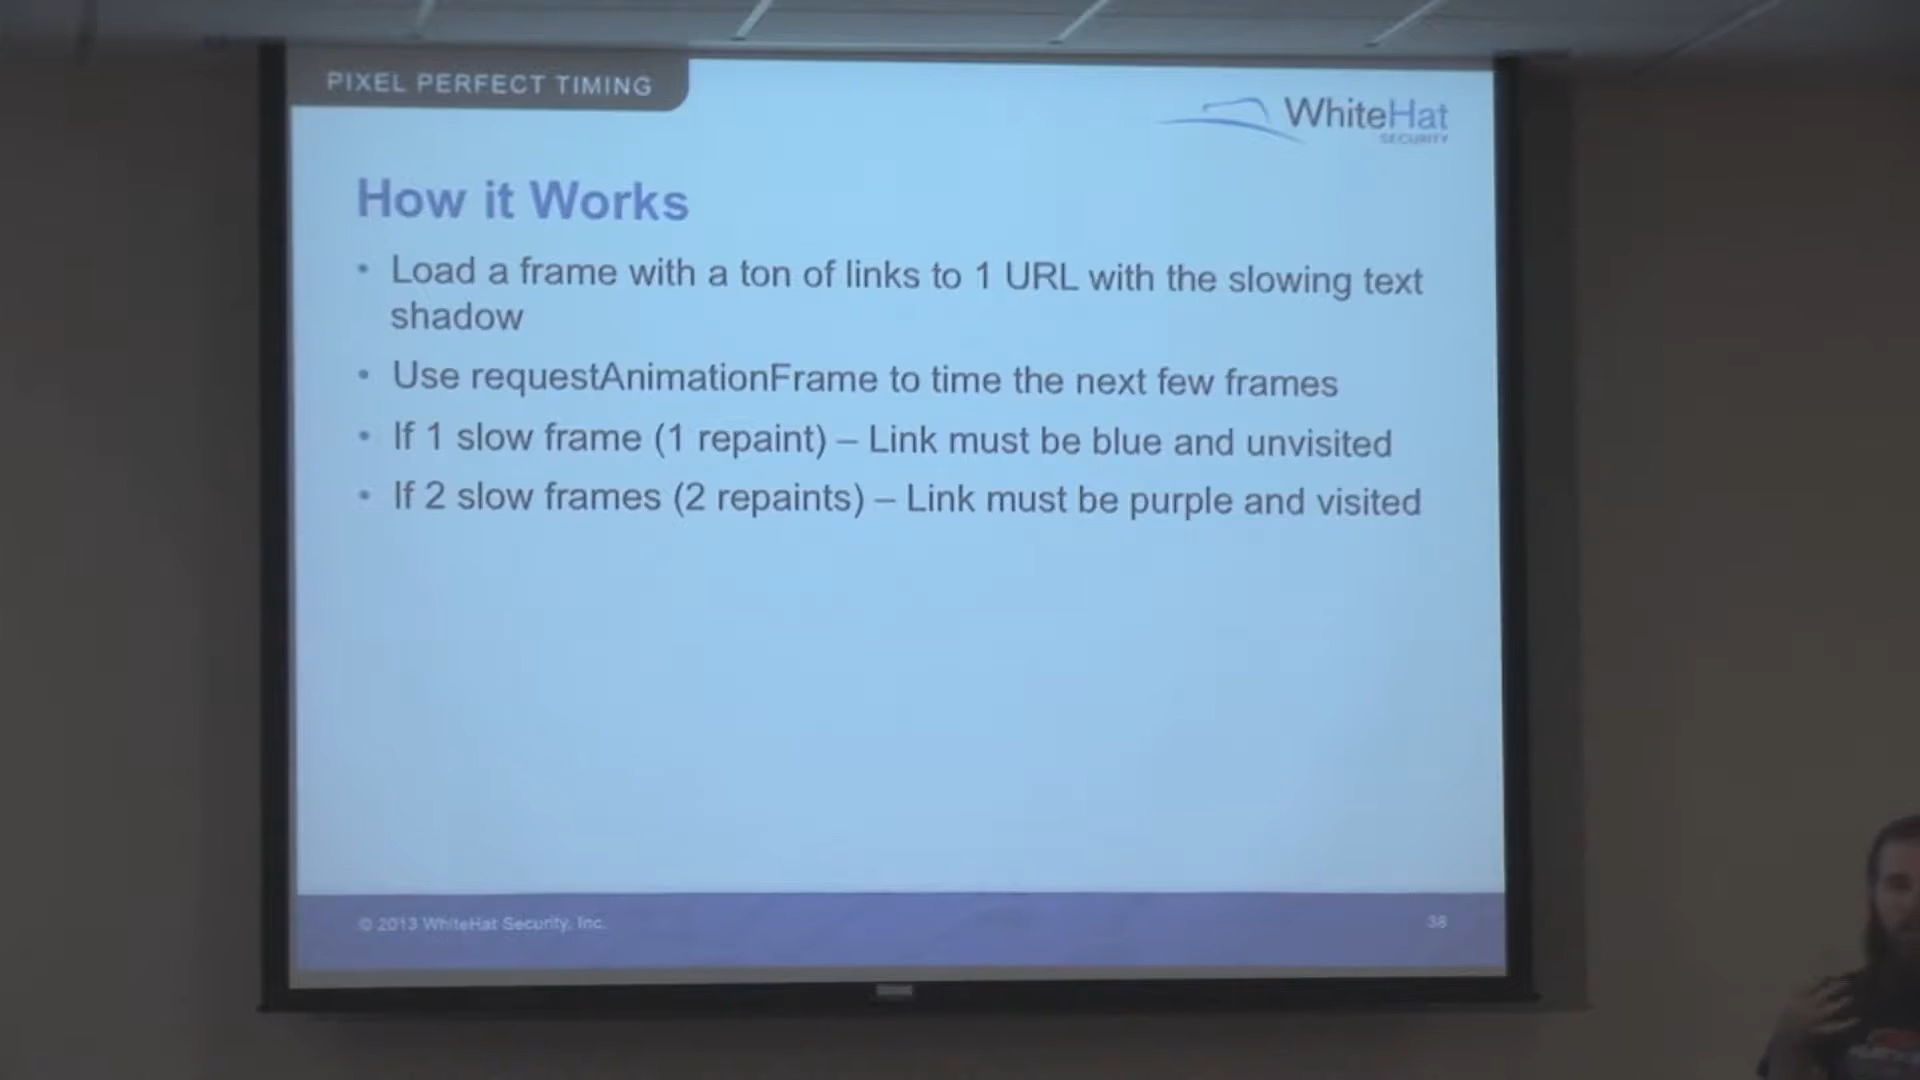 PIXEL PERFECT TIMING
WhiteHat
SECURITY
How it Works
• Load a frame with a ton of links to 1 URL with the slowing text
shadow
• Use requestAnimationFrame to time the next few frames
• If 1 slow frame (1 repaint) – Link must be blue and unvisited
• If 2 slow frames (2 repaints) – Link must be purple and visited
© 2013 WhiteHat Security, Inc.
38